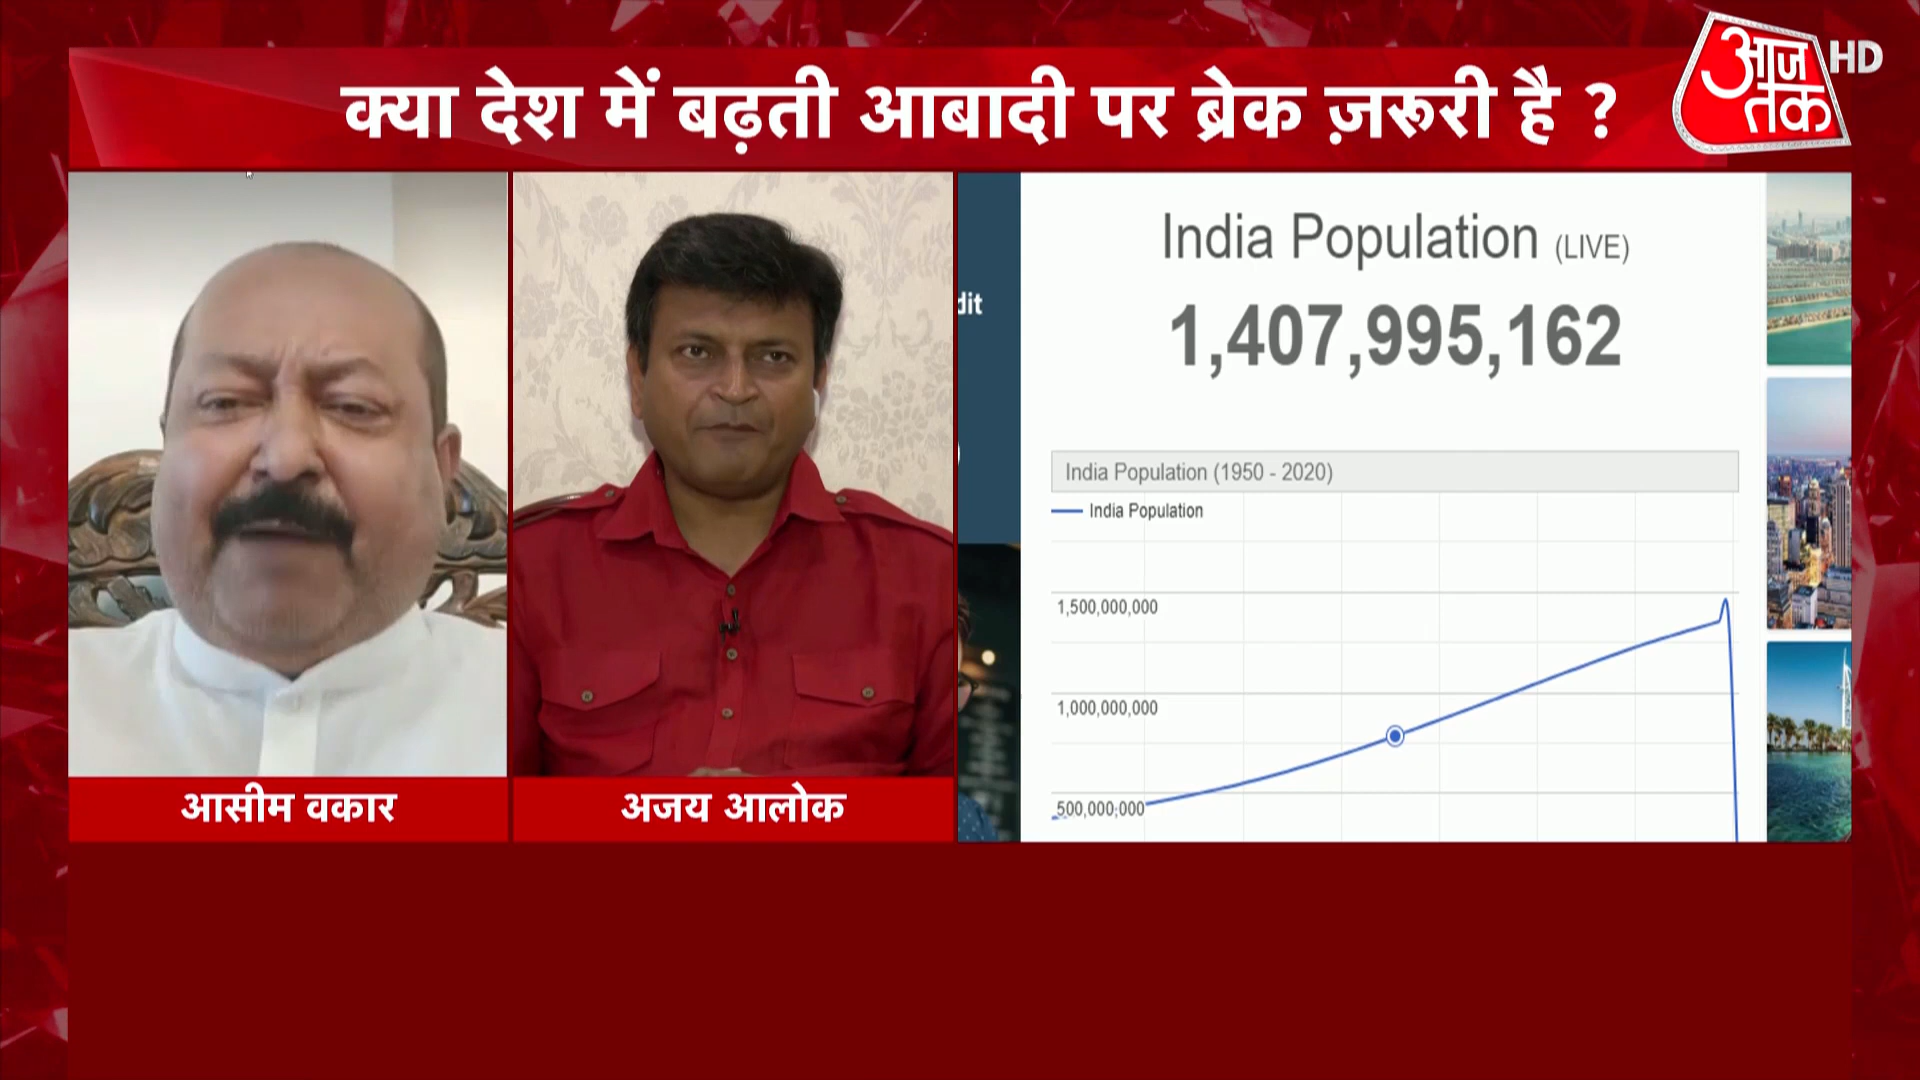 क्या देश में बढ़ती आबादी पर ब्रेक ज़रूरी है ?
आज तक HD
dit
India Population (LIVE)
1,407,995,162
India Population (1950 - 2020)
India Population
1,500,000,000
1,000,000,000
500,000,000
आसीम वकार
अजय आलोक